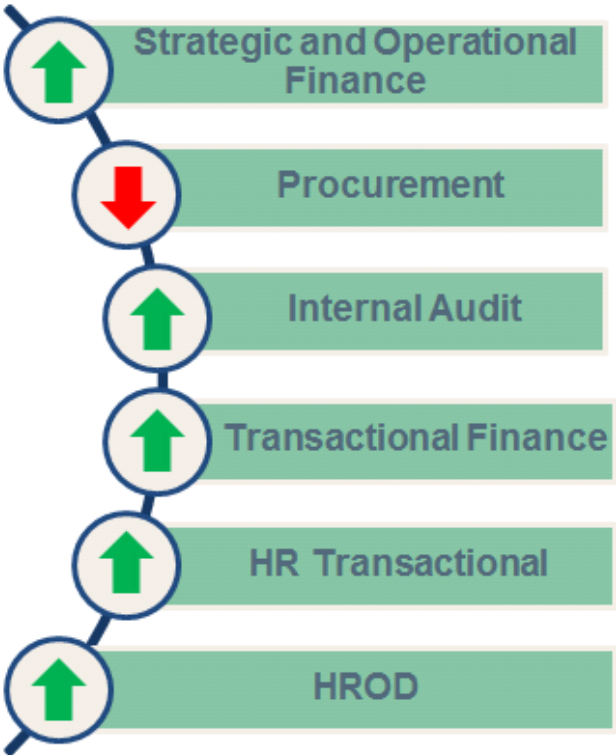 Strategic and Operational
Finance
Procurement
Internal Audit
Transactional Finance
HR Transactional
HROD